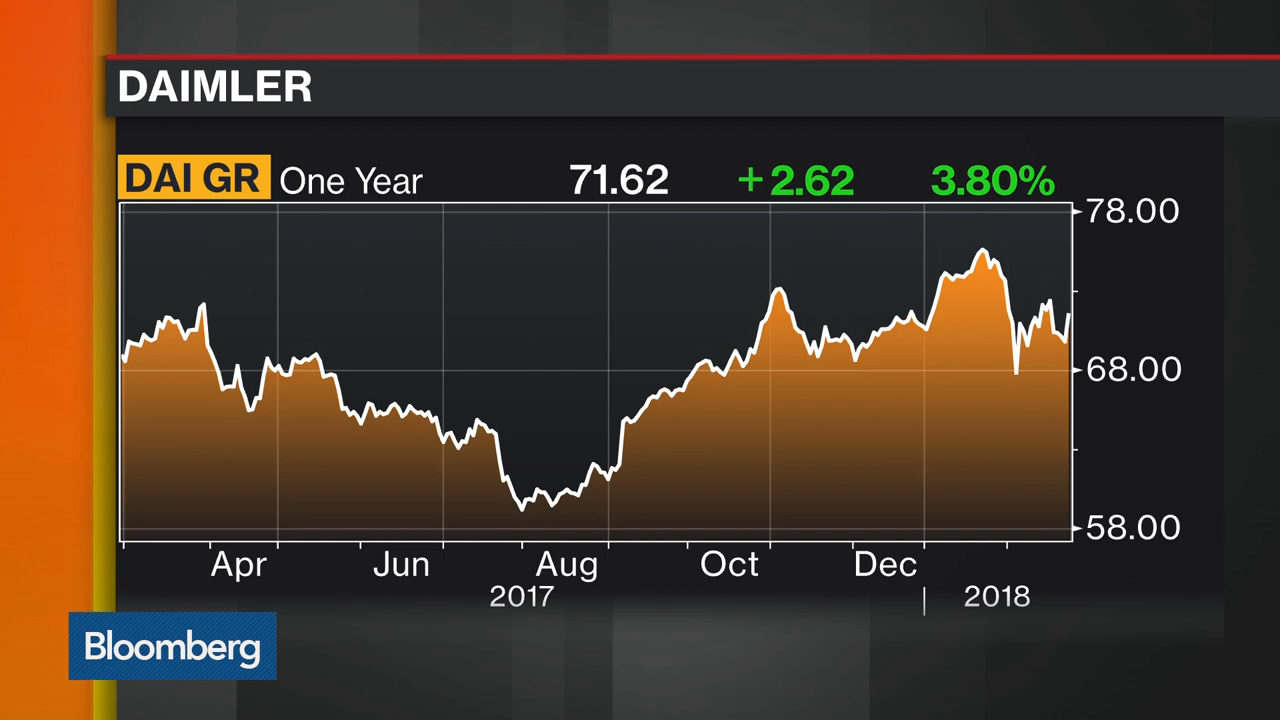 DAIMLER
DAI GR One Year 71.62 +2.62 3.80%
78.00
68.00
58.00
Apr Jun Aug Oct Dec
2017 2018
Bloomberg